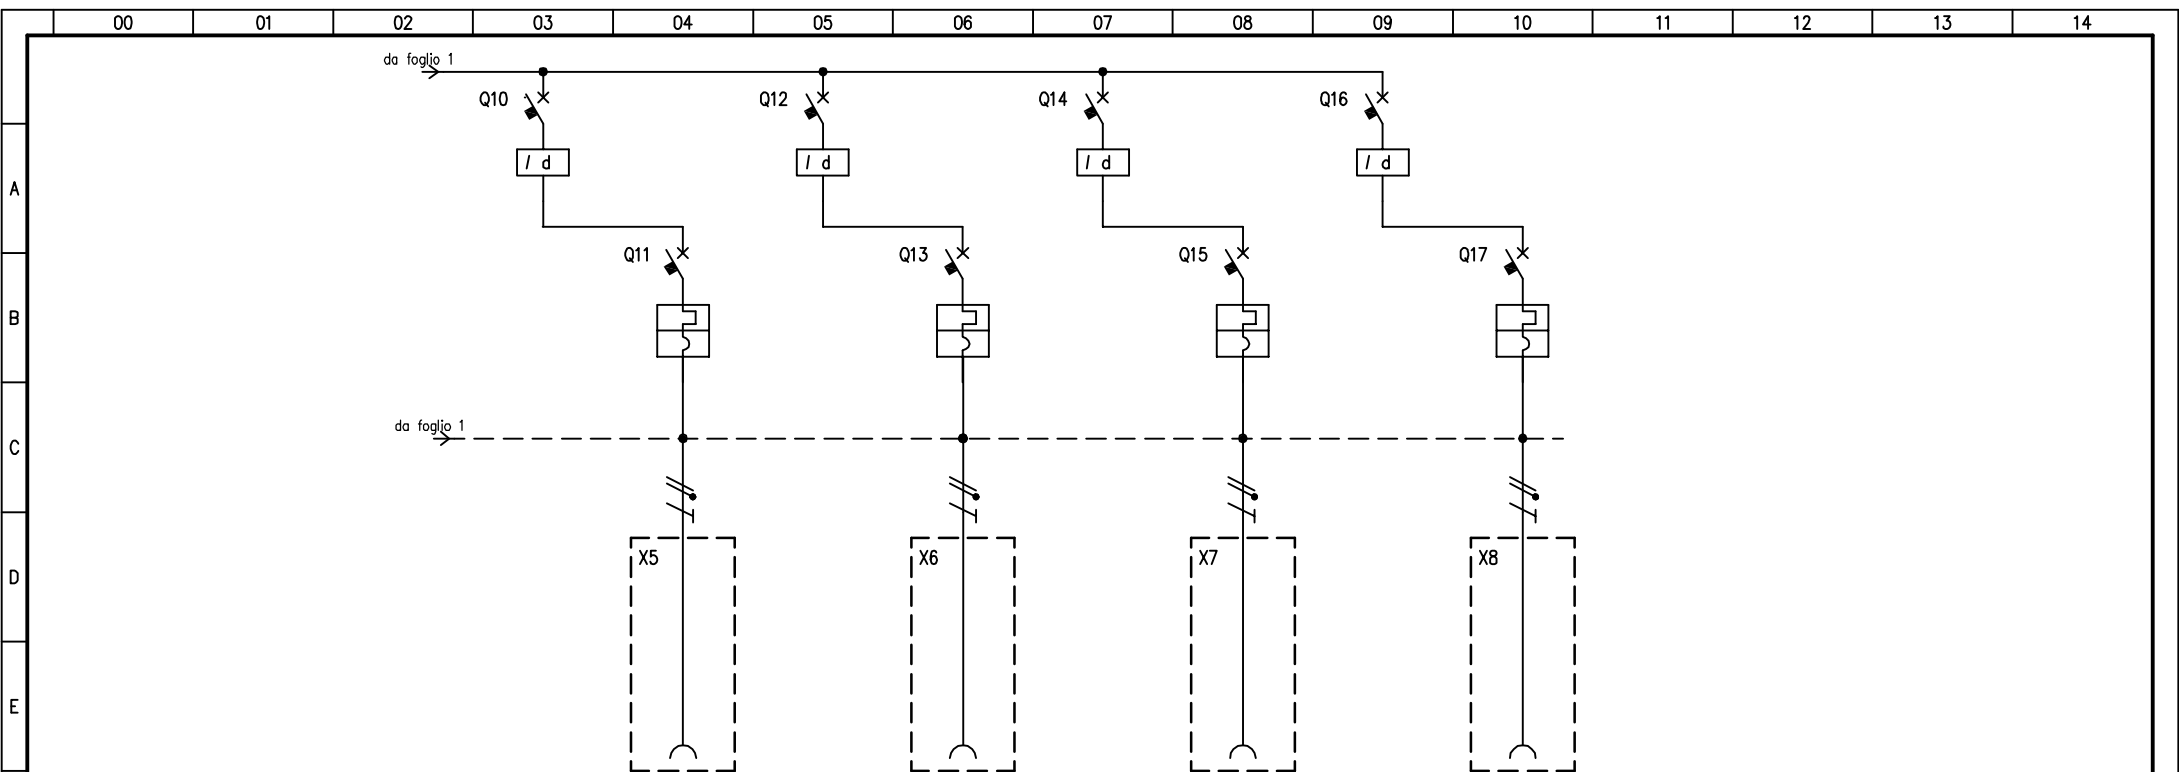 00 01 02 03 04 05 06 07 08 09 10 11 12 13 14
da foglio 1
Q10 Q12 Q14 Q16
I d I d I d I d
A
Q11 Q13 Q15 Q17
B
da foglio 1
C
X5 X6 X7 X8
D
E